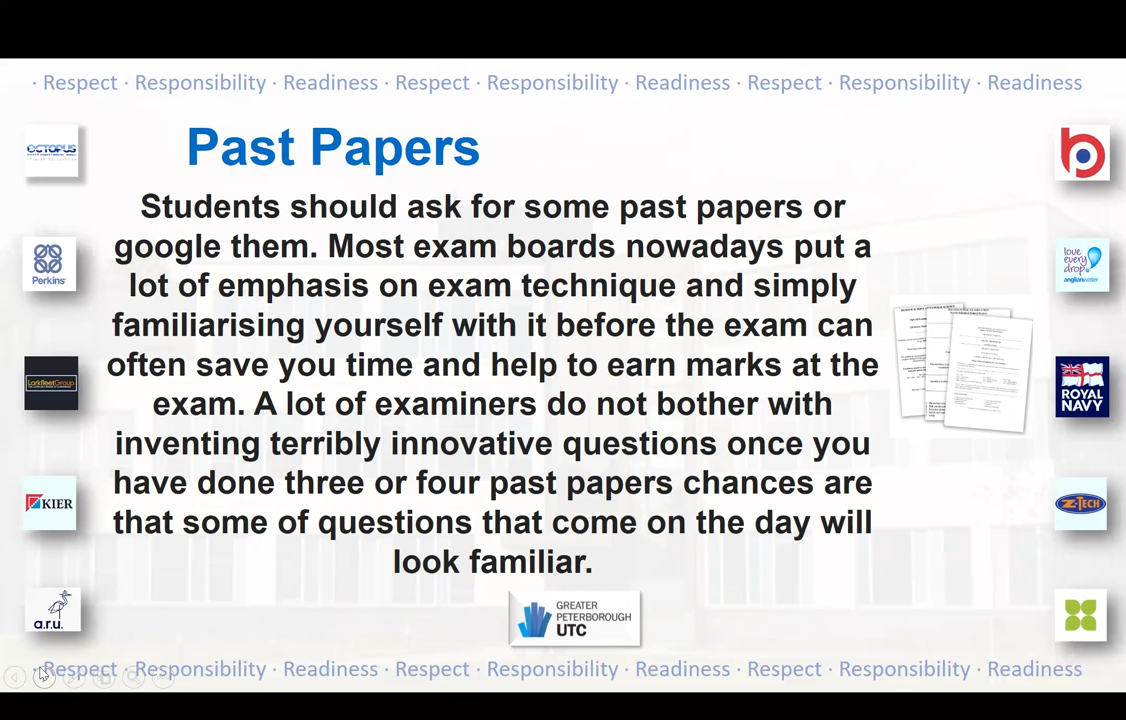 · Respect · Responsibility · Readiness · Respect · Responsibility · Readiness · Respect · Responsibility · Readiness
OCTOPUS
Past Papers
Students should ask for some past papers or
google them. Most exam boards nowadays put a
lot of emphasis on exam technique and simply
familiarising yourself with it before the exam can
often save you time and help to earn marks at the
exam. A lot of examiners do not bother with
inventing terribly innovative questions once you
have done three or four past papers chances are
that some of questions that come on the day will
look familiar.
Perkins
LarkfleetGroup
KIER
a.r.u.
b
love
every
drop
anglianwater
ROYAL
NAVY
Z-TECH
GREATER
PETERBOROUGH
UTC
· Respect · Responsibility · Readiness · Respect · Responsibility · Readiness · Respect · Responsibility · Readiness